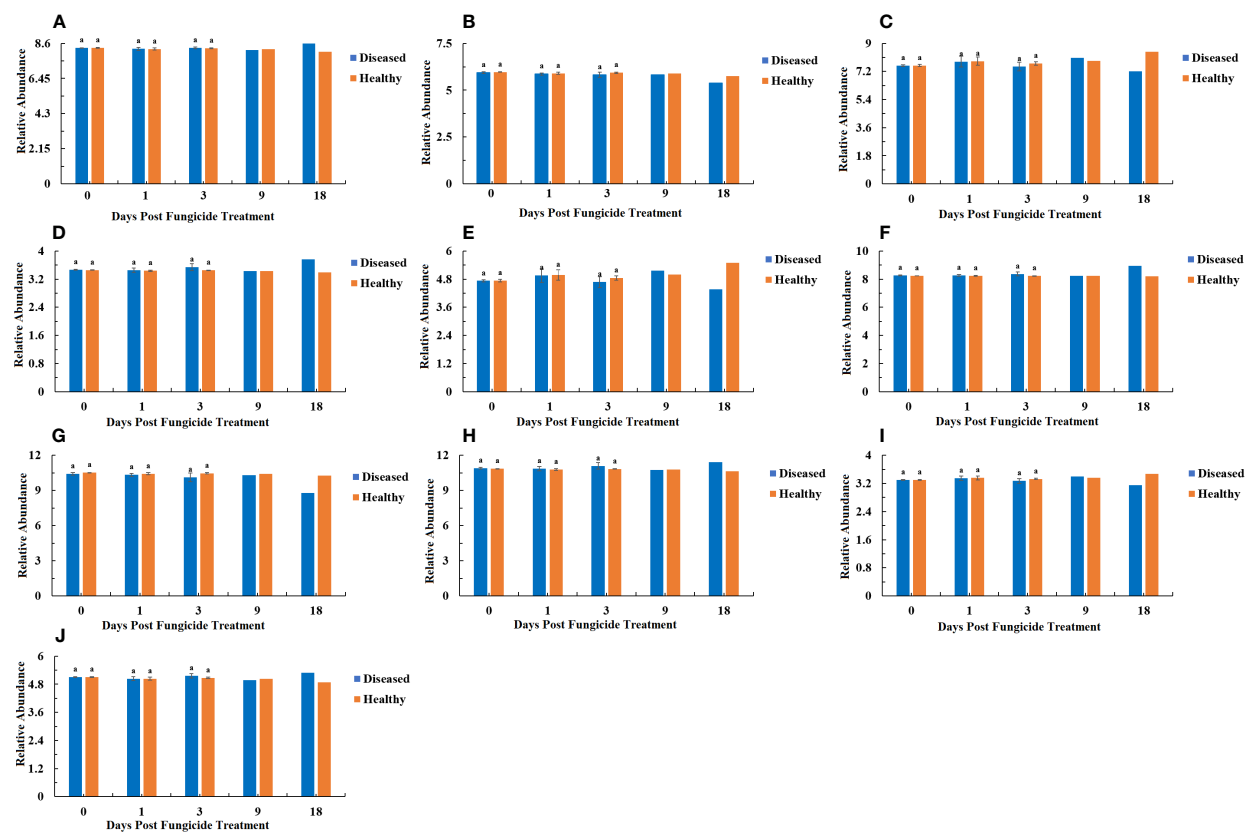 A
8.6
6.45
4.3
2.15
0
Relative Abundance
a a a a a a
0 1 3 9 18
Days Post Fungicide Treatment
Diseased
Healthy
B
7.5
5
2.5
0
Relative Abundance
a a a a a a
0 1 3 9 18
Days Post Fungicide Treatment
Diseased
Healthy
C
9
7.2
5.4
3.6
1.8
0
Relative Abundance
a a a a a
0 1 3 9 18
Days Post Fungicide Treatment
Diseased
Healthy
D
4
3.2
2.4
1.6
0.8
0
Relative Abundance
a a a a a a
0 1 3 9 18
Days Post Fungicide Treatment
Diseased
Healthy
E
6
4.8
3.6
2.4
1.2
0
Relative Abundance
a a a a a a
0 1 3 9 18
Days Post Fungicide Treatment
Diseased
Healthy
F
10
8
6
4
2
0
Relative Abundance
a a a a a a
0 1 3 9 18
Days Post Fungicide Treatment
Diseased
Healthy
G
12
9
6
3
0
Relative Abundance
a a a a a a
0 1 3 9 18
Days Post Fungicide Treatment
Diseased
Healthy
H
12
9
6
3
0
Relative Abundance
a a a a a a
0 1 3 9 18
Days Post Fungicide Treatment
Diseased
Healthy
I
4
3.2
2.4
1.6
0.8
0
Relative Abundance
a a a a a a
0 1 3 9 18
Days Post Fungicide Treatment
Diseased
Healthy
J
6
4.8
3.6
2.4
1.2
0
Relative Abundance
a a a a a a
0 1 3 9 18
Days Post Fungicide Treatment
Diseased
Healthy